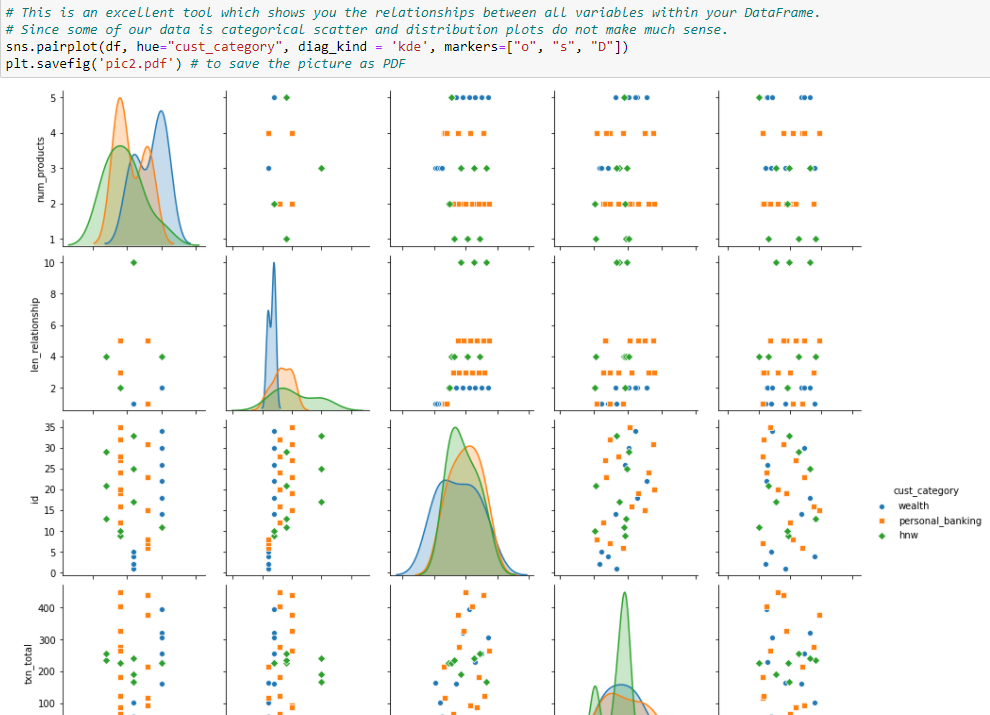 # This is an excellent tool which shows you the relationships between all variables within your DataFrame.
# Since some of our data is categorical scatter and distribution plots do not make much sense.
sns.pairplot(df, hue="cust_category", diag_kind = 'kde', markers=["o", "s", "D"])
plt.savefig('pic2.pdf') # to save the picture as PDF
5
4
3
2
1
num_products
10
8
6
4
2
len_relationship
35
30
25
20
15
10
5
0
id
cust_category
wealth
personal_banking
hnw
400
300
200
100
txn_total